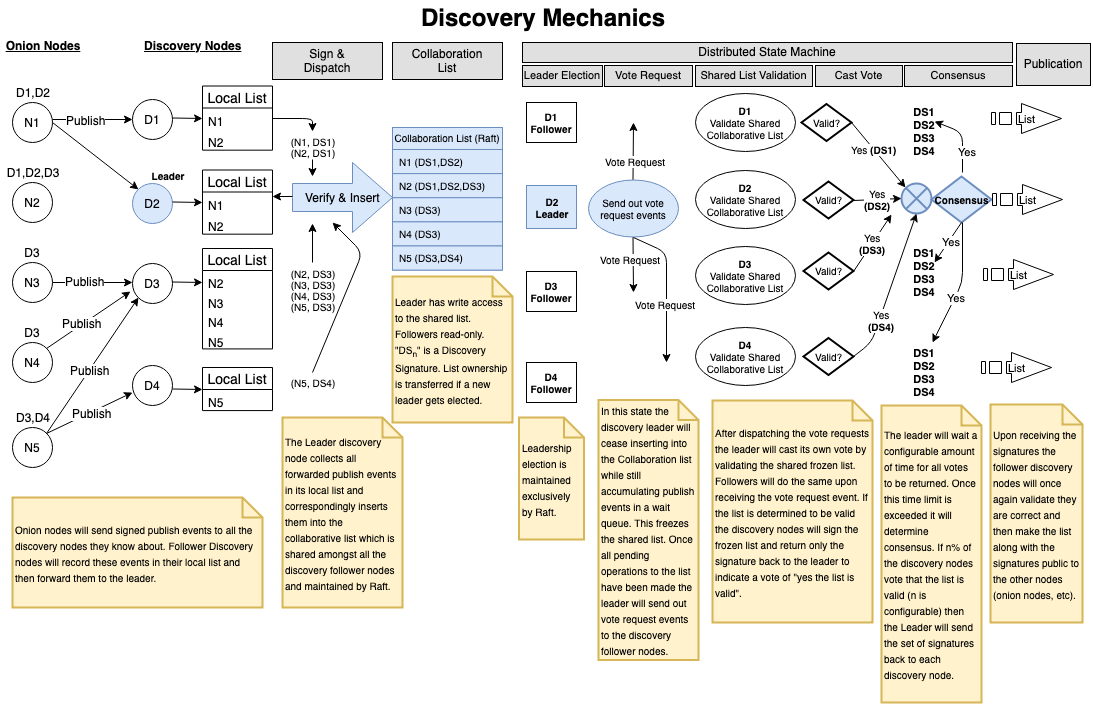 Discovery Mechanics
Onion Nodes
Discovery Nodes
Sign &
Dispatch
Collaboration
List
Distributed State Machine
Leader Election
Vote Request
Shared List Validation
Cast Vote
Consensus
Publication
D1,D2
N1
Publish
D1
Local List
N1
N2
D1,D2,D3
N2
Leader
D2
Local List
N1
N2
D3
N3
Publish
D3
Local List
N2
N3
N4
N5
D3
N4
Publish
Publish
D4
Local List
N5
D3,D4
N5
Publish
(N1, DS1)
(N2, DS1)
Verify & Insert
(N2, DS3)
(N3, DS3)
(N4, DS3)
(N5, DS3)
(N5, DS4)
Collaboration List (Raft)
N1 (DS1,DS2)
N2 (DS1,DS2,DS3)
N3 (DS3)
N4 (DS3)
N5 (DS3,DS4)
Leader has write access
to the shared list.
Followers read-only.
"DSn" is a Discovery
Signature. List ownership
is transferred if a new
leader gets elected.
D1
Follower
D2
Leader
D3
Follower
D4
Follower
Vote Request
Send out vote
request events
Vote Request
Vote Request
D1
Validate Shared
Collaborative List
D2
Validate Shared
Collaborative List
D3
Validate Shared
Collaborative List
D4
Validate Shared
Collaborative List
Valid?
Valid?
Valid?
Valid?
Yes (DS1)
Yes
(DS2)
Yes
(DS3)
Yes
(DS4)
DS1
DS2
DS3
DS4
Yes
Consensus
Yes
DS1
DS2
DS3
DS4
Yes
DS1
DS2
DS3
DS4
List
List
List
List
Onion nodes will send signed publish events to all the
discovery nodes they know about. Follower Discovery
nodes will record these events in their local list and
then forward them to the leader.
The Leader discovery
node collects all
forwarded publish events
in its local list and
correspondingly inserts
them into the
collaborative list which is
shared amongst all the
discovery follower nodes
and maintained by Raft.
Leadership
election is
maintained
exclusively
by Raft.
In this state the
discovery leader will
cease inserting into
the Collaboration list
while still
accumulating publish
events in a wait
queue. This freezes
the shared list. Once
all pending
operations to the list
have been made the
leader will send out
vote request events
to the discovery
follower nodes.
After dispatching the vote requests
the leader will cast its own vote by
validating the shared frozen list.
Followers will do the same upon
receiving the vote request event. If
the list is determined to be valid
the discovery nodes will sign the
frozen list and return only the
signature back to the leader to
indicate a vote of "yes the list is
valid".
The leader will wait a
configurable amount
of time for all votes
to be returned. Once
this time limit is
exceeded it will
determine
consensus. If n% of
the discovery nodes
vote that the list is
valid (n is
configurable) then
the Leader will send
the set of signatures
back to each
discovery node.
Upon receiving the
signatures the
follower discovery
nodes will once
again validate they
are correct and
then make the list
along with the
signatures public to
the other nodes
(onion nodes, etc).